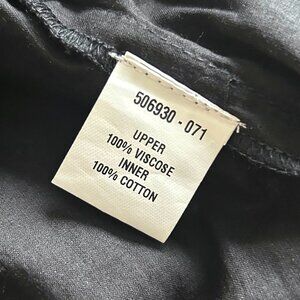 506930 - 071
UPPER
100% VISCOSE
INNER
100% COTTON